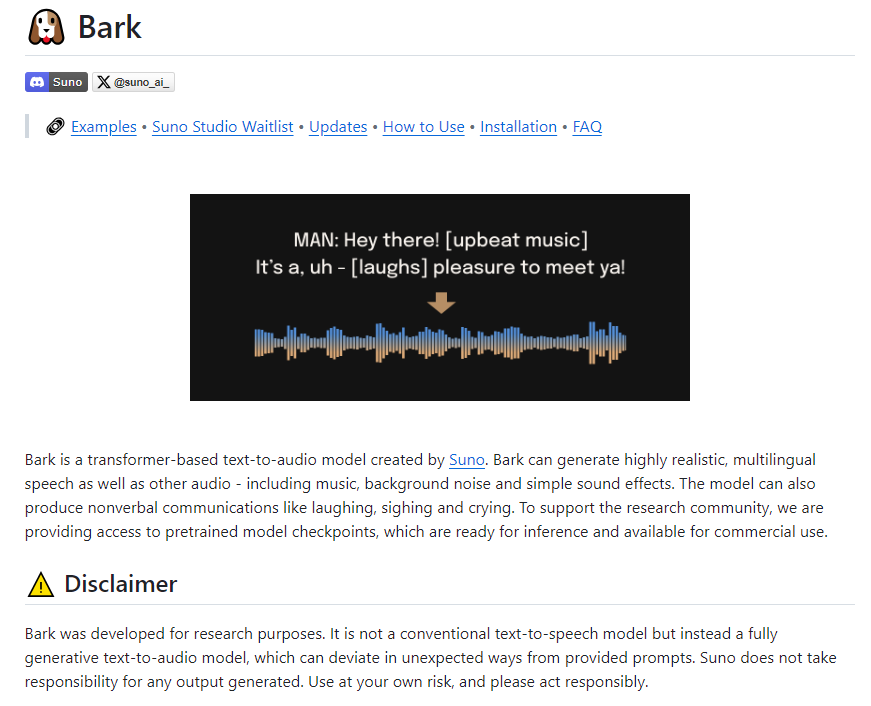 Bark
Suno @suno_ai_
Examples • Suno Studio Waitlist • Updates • How to Use • Installation • FAQ
MAN: Hey there! [upbeat music]
It's a, uh - [laughs] pleasure to meet ya!
Bark is a transformer-based text-to-audio model created by Suno. Bark can generate highly realistic, multilingual
speech as well as other audio - including music, background noise and simple sound effects. The model can also
produce nonverbal communications like laughing, sighing and crying. To support the research community, we are
providing access to pretrained model checkpoints, which are ready for inference and available for commercial use.
Disclaimer
Bark was developed for research purposes. It is not a conventional text-to-speech model but instead a fully
generative text-to-audio model, which can deviate in unexpected ways from provided prompts. Suno does not take
responsibility for any output generated. Use at your own risk, and please act responsibly.